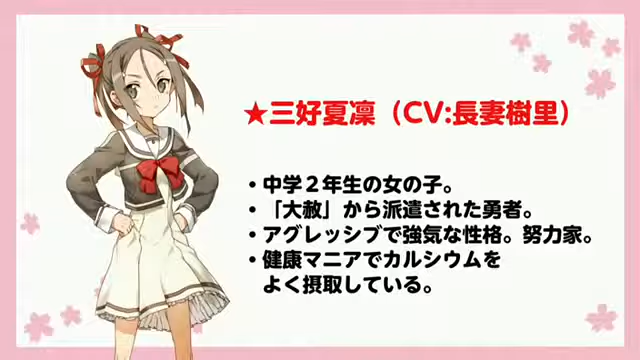 ★三好夏凜（CV:長妻樹里）
・中学２年生の女の子。
・「大赦」から派遣された勇者。
・アグレッシブで強気な性格。努力家。
・健康マニアでカルシウムを
よく摂取している。